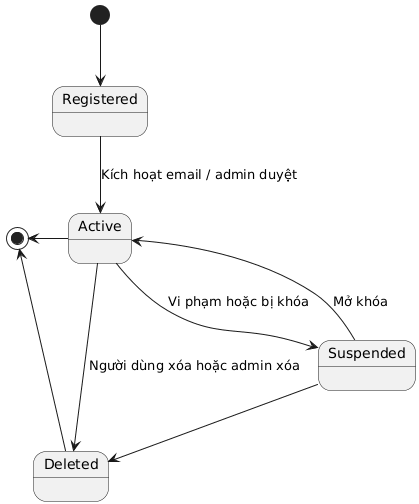 Registered
Kích hoạt email / admin duyệt
Active
Vi phạm hoặc bị khóa
Mở khóa
Suspended
Người dùng xóa hoặc admin xóa
Deleted